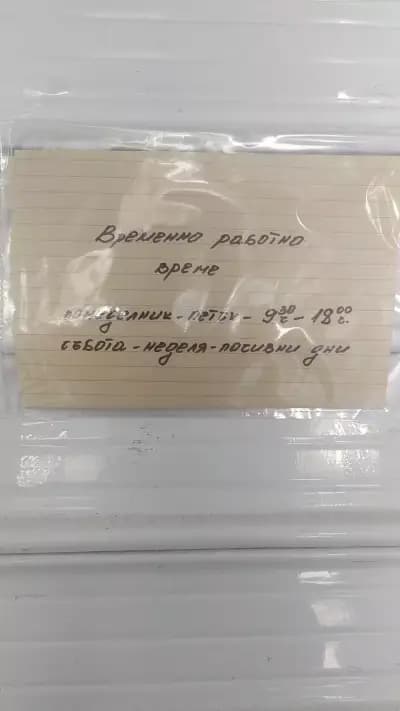 Временно работно
време
понеделник - петък - 9³⁰ч. - 18⁰⁰ч.
събота - неделя - почивни дни